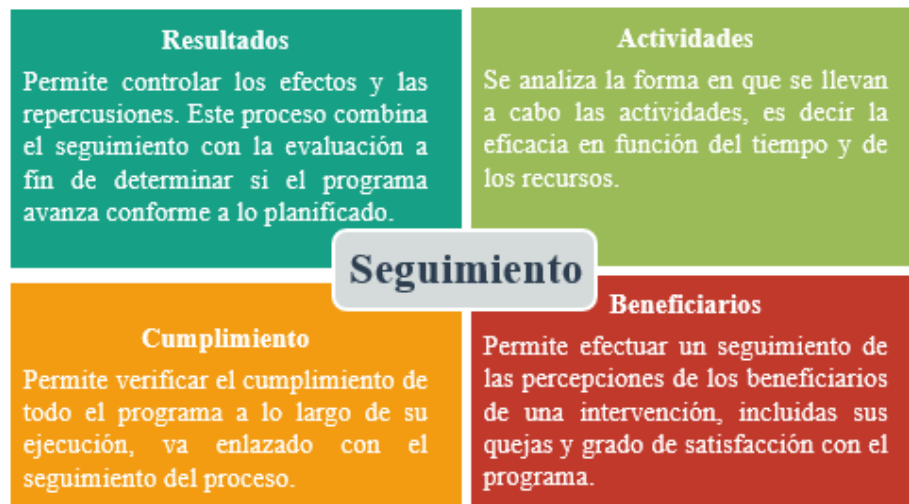 Resultados
Permite controlar los efectos y las
repercusiones. Este proceso combina
el seguimiento con la evaluación a
fin de determinar si el programa
avanza conforme a lo planificado.
Actividades
Se analiza la forma en que se llevan
a cabo las actividades, es decir la
eficacia en función del tiempo y de
los recursos.
Seguimiento
Cumplimiento
Permite verificar el cumplimiento de
todo el programa a lo largo de su
ejecución, va enlazado con el
seguimiento del proceso.
Beneficiarios
Permite efectuar un seguimiento de
las percepciones de los beneficiarios
de una intervención, incluidas sus
quejas y grado de satisfacción con el
programa.